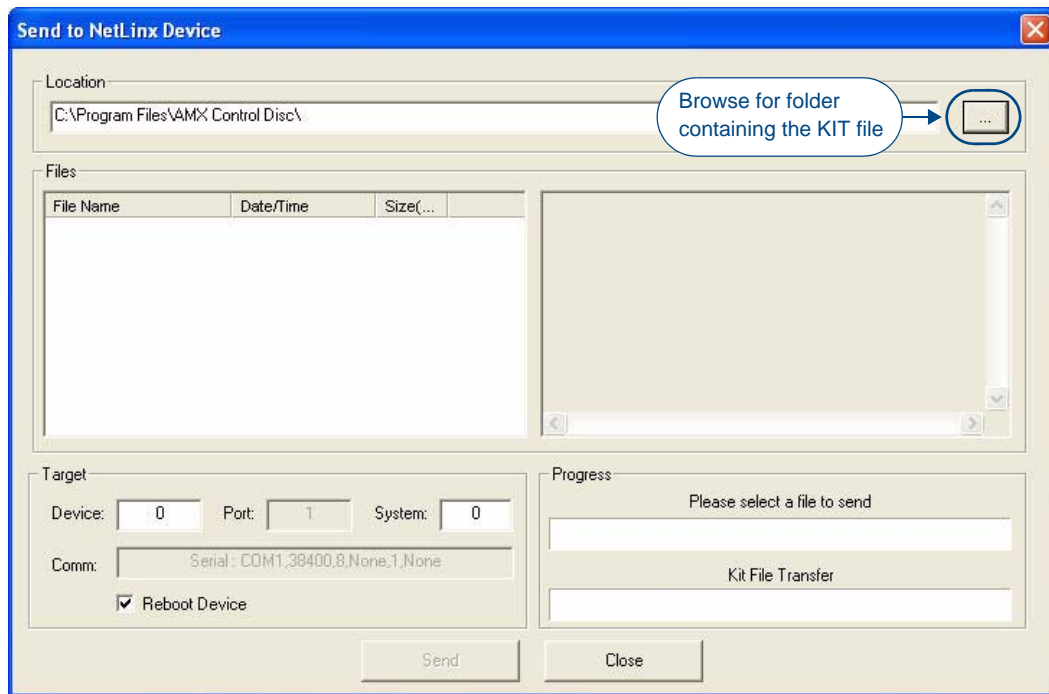 Send to NetLinx Device
Location
C:\Program Files\AMX Control Disc\
Browse for folder
containing the KIT file
...
Files
File Name Date/Time Size(...
Target
Device: 0 Port: 1 System: 0
Comm: Serial : COM1,38400,8,None,1,None
Reboot Device
Progress
Please select a file to send
Kit File Transfer
Send Close